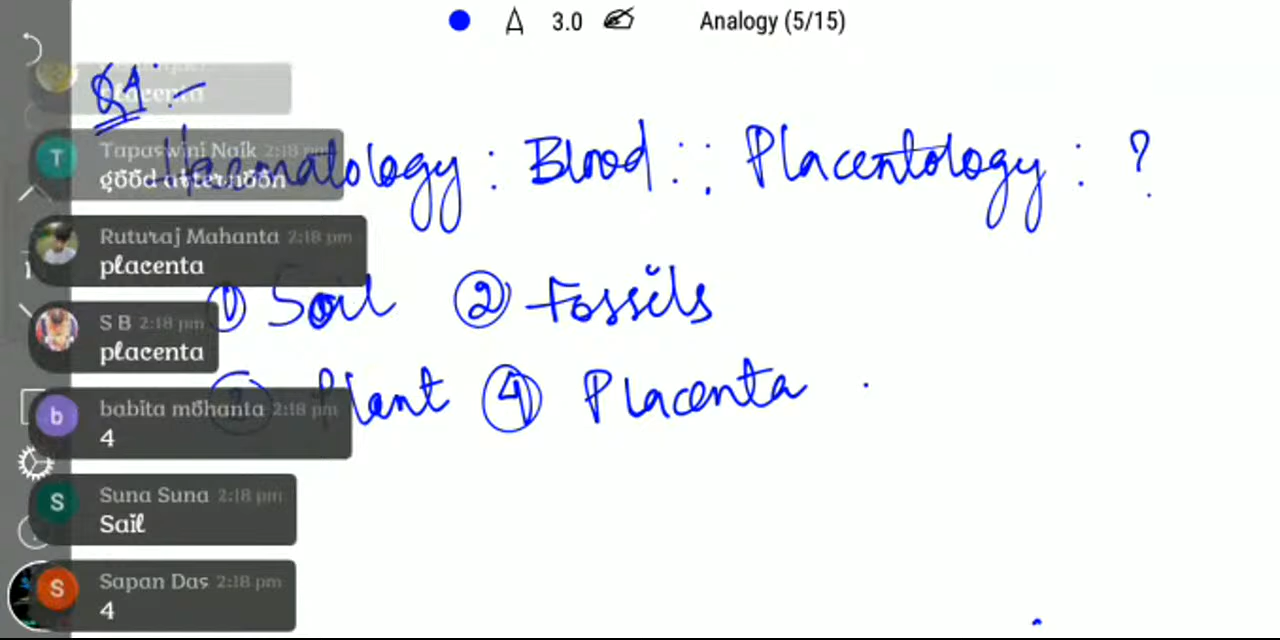 3.0 Analogy (5/15)
placenta
Q1:-
Tapaswini Naik 2:18 pm
good afternoon
Haematology : Blood :: Placentology : ?
Ruturaj Mahanta 2:18 pm
placenta
① Soil ② Fossils
S B 2:18 pm
placenta
③ Plant ④ Placenta
babita mohanta 2:18 pm
4
Suna Suna 2:18 pm
Sail
Sapan Das 2:18 pm
4